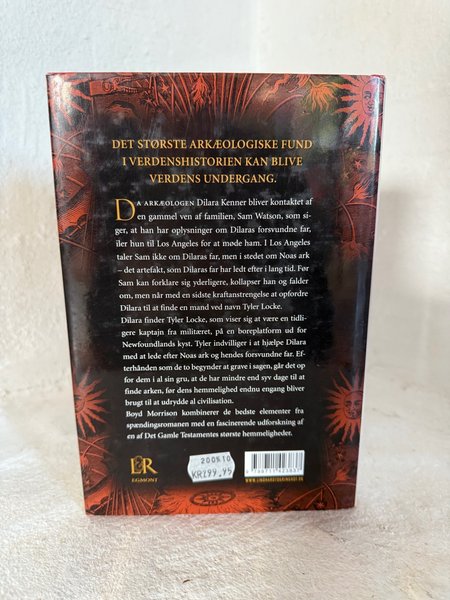 DET STØRSTE ARKÆOLOGISKE FUND
I VERDENSHISTORIEN KAN BLIVE
VERDENS UNDERGANG.
DA ARKÆOLOGEN Dilara Kenner bliver kontaktet af
en gammel ven af familien, Sam Watson, som si-
ger, at han har oplysninger om Dilaras forsvundne far,
iler hun til Los Angeles for at møde ham. I Los Angeles
taler Sam ikke om Dilaras far, men i stedet om Noas ark
– det artefakt, som Dilaras far har ledt efter i lang tid. Før
Sam kan forklare sig yderligere, kollapser han og falder
om, men når med en sidste kraftanstrengelse at opfordre
Dilara til at finde en mand ved navn Tyler Locke.
Dilara finder Tyler Locke, som viser sig at være en tidli-
gere kaptajn fra militæret, på en boreplatform ud for
Newfoundlands kyst. Tyler indvilliger i at hjælpe Dilara
med at lede efter Noas ark og hendes forsvundne far. Ef-
terhånden som de to begynder at grave i sagen, går det op
for dem i al sin gru, at de har mindre end syv dage til at
finde arken, før dens hemmelighed endnu engang bliver
brugt til at udrydde al civilisation.
Boyd Morrison kombinerer de bedste elementer fra
spændingsromanen med en fascinerende udforskning af
en af Det Gamle Testamentes største hemmeligheder.
L&R
EGMONT
200810
KR299,95
WWW.LINDHARDTOGRINGHOF.DK